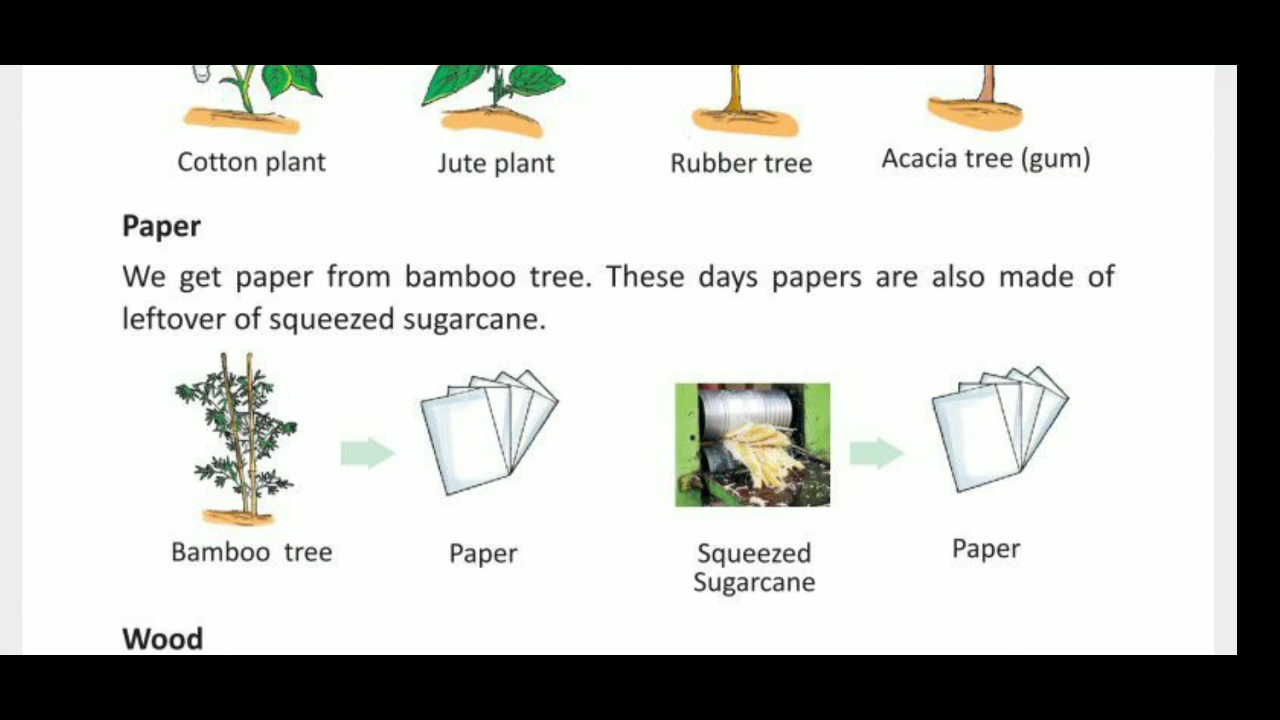 Cotton plant Jute plant Rubber tree Acacia tree (gum)
Paper
We get paper from bamboo tree. These days papers are also made of
leftover of squeezed sugarcane.
Bamboo tree Paper Squeezed Paper
Sugarcane
Wood